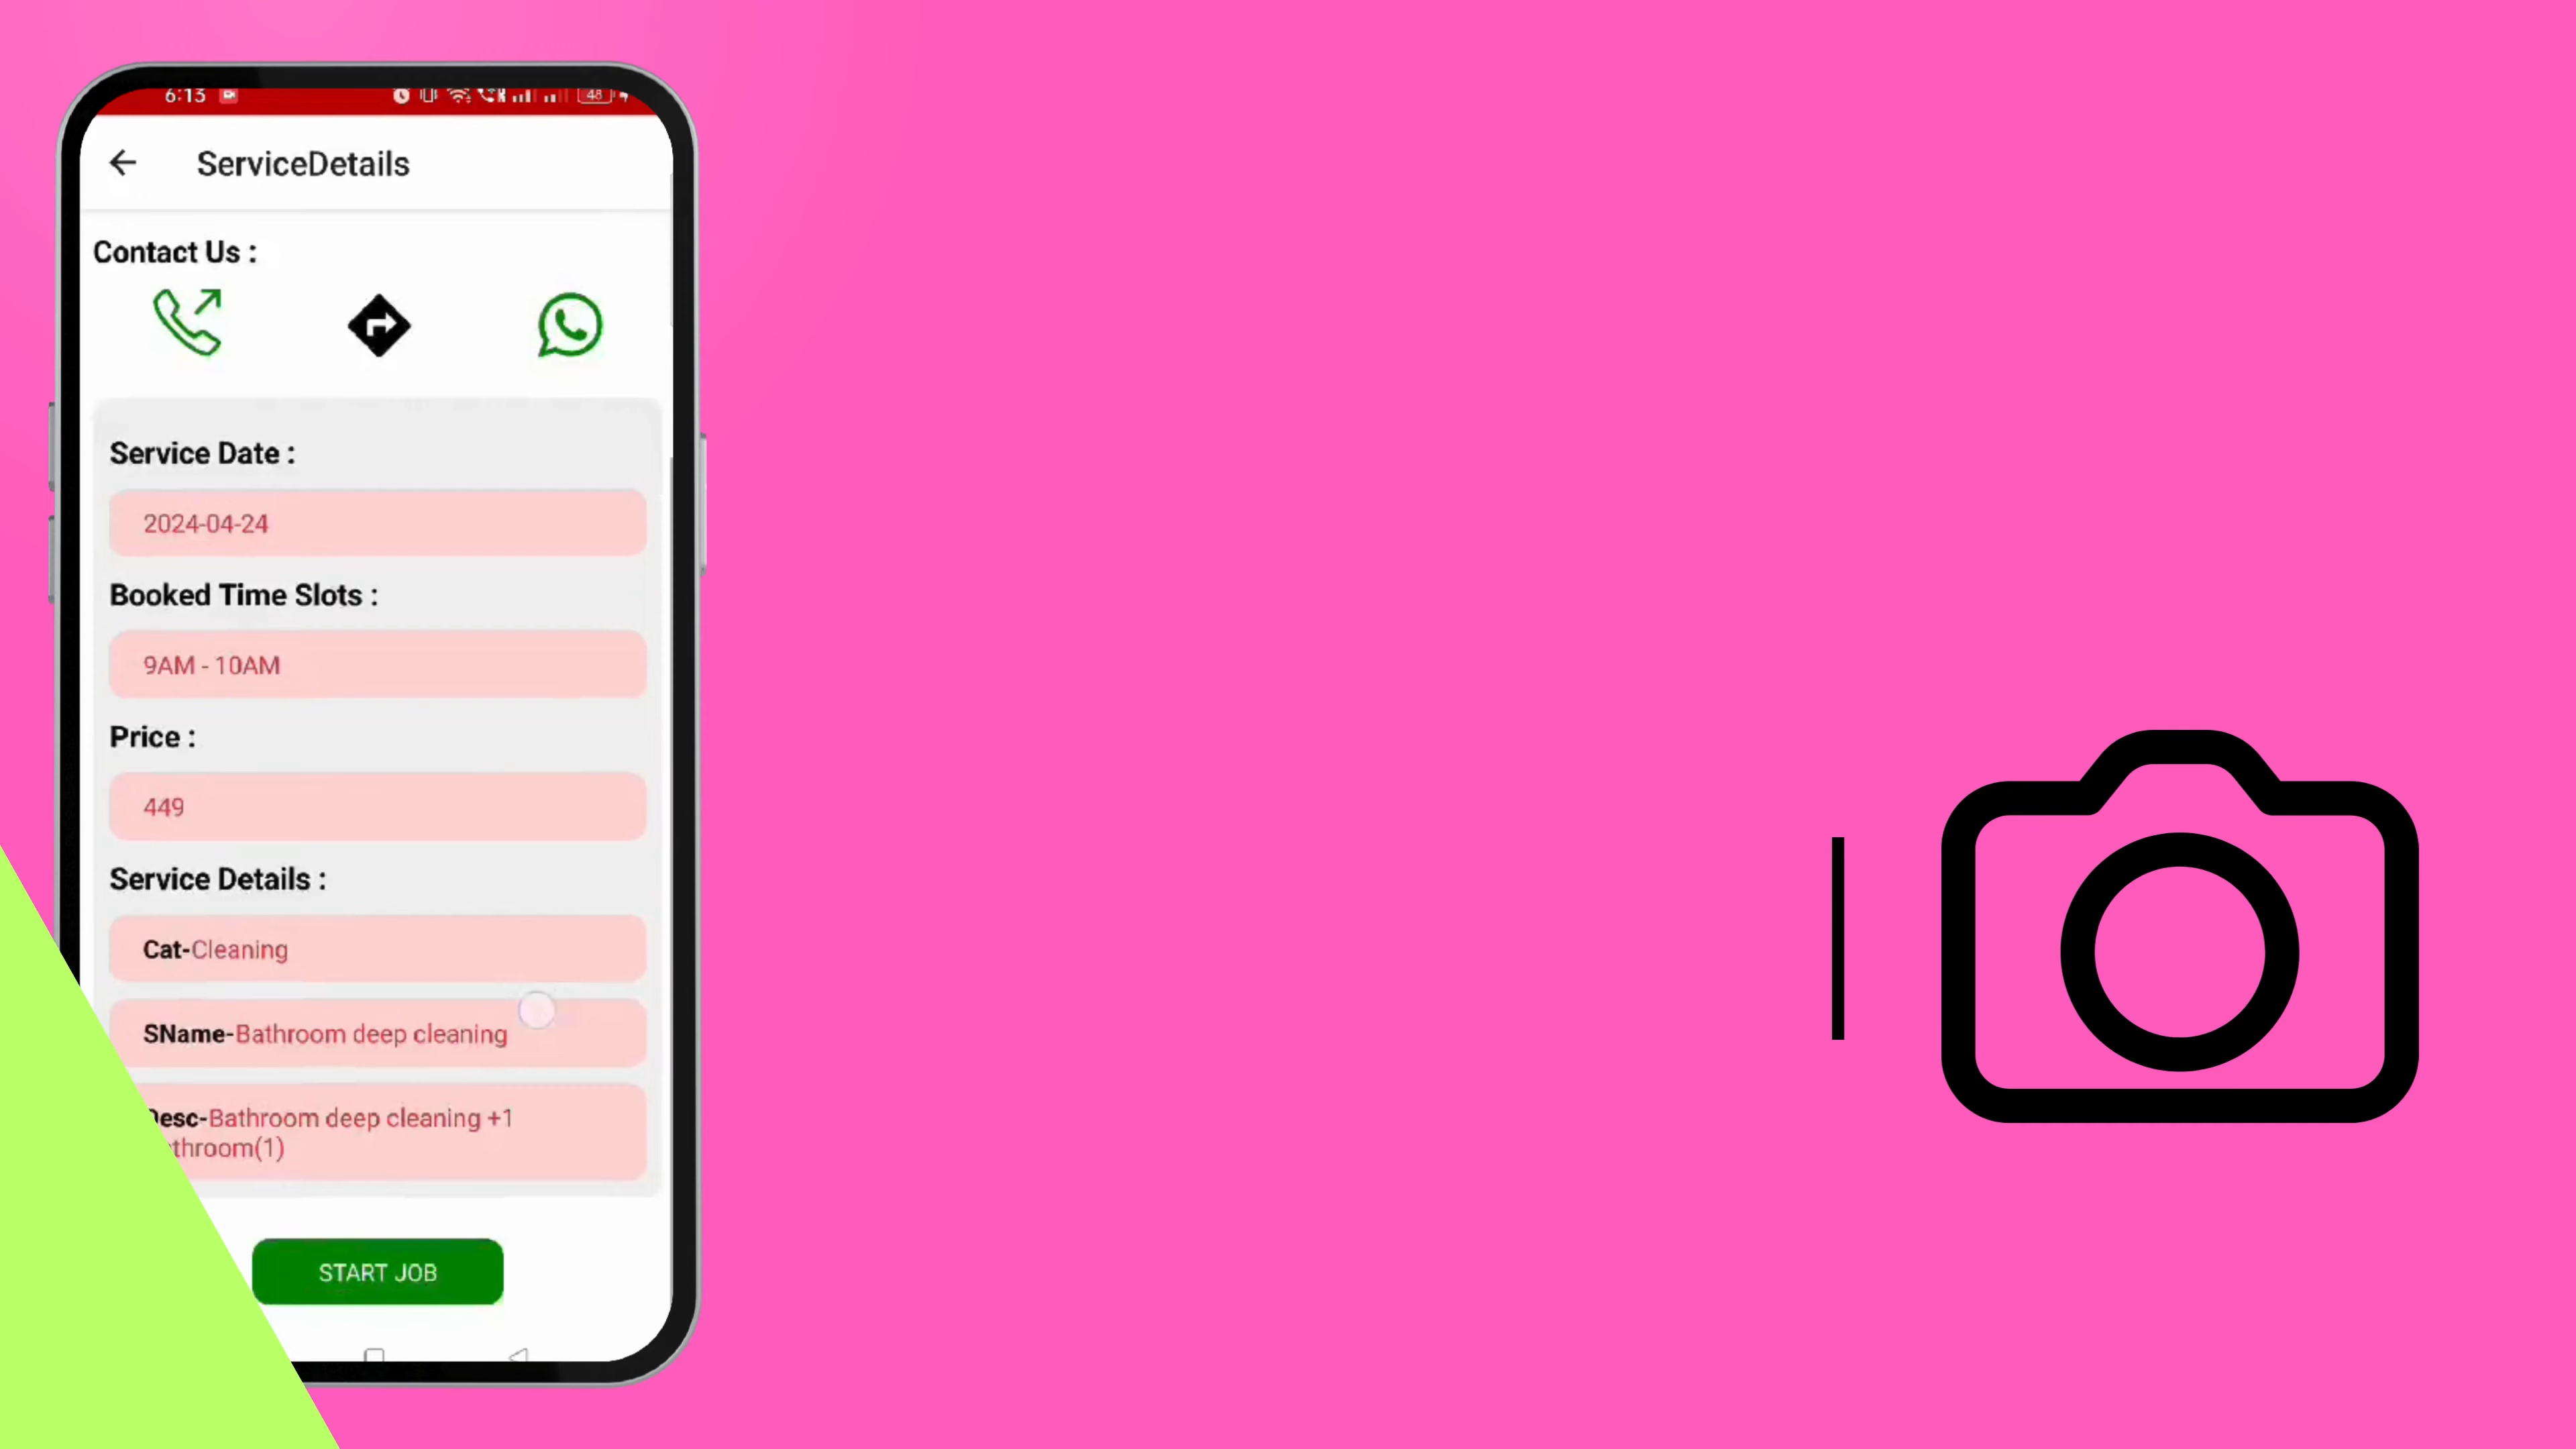 6:13
48
ServiceDetails
Contact Us :
Service Date :
2024-04-24
Booked Time Slots :
9AM - 10AM
Price :
449
Service Details :
Cat-Cleaning
SName-Bathroom deep cleaning
esc-Bathroom deep cleaning +1
throom(1)
START JOB